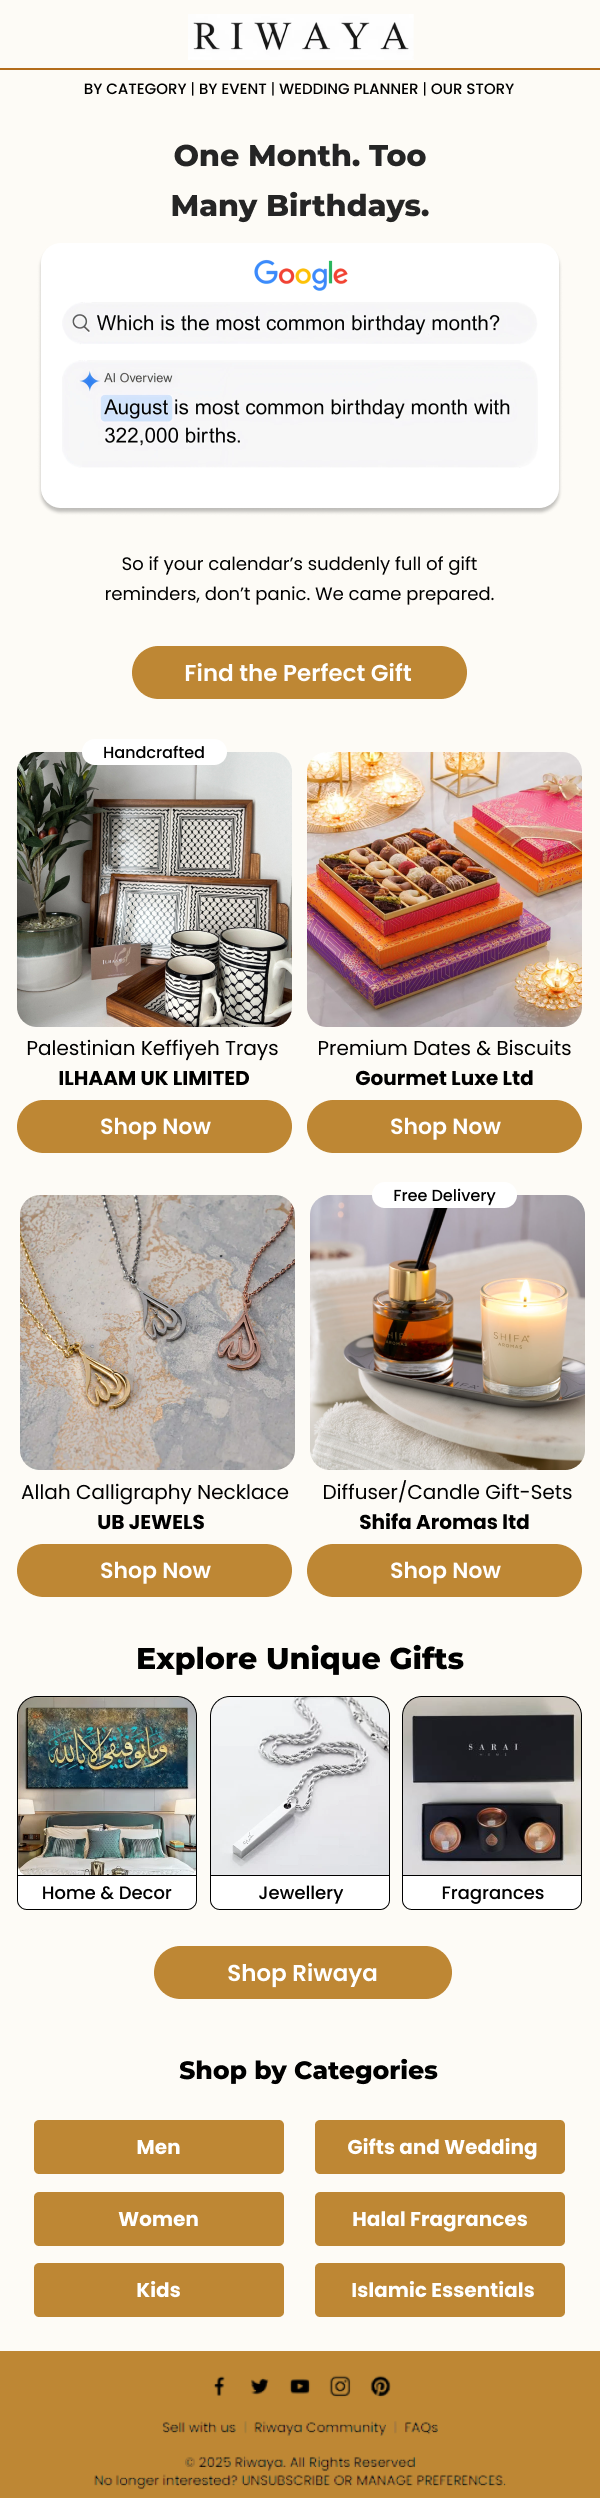 RIWAYA
BY CATEGORY | BY EVENT | WEDDING PLANNER | OUR STORY
One Month. Too
Many Birthdays.
Google
Which is the most common birthday month?
AI Overview
August is most common birthday month with
322,000 births.
So if your calendar’s suddenly full of gift
reminders, don’t panic. We came prepared.
Find the Perfect Gift
Handcrafted
Palestinian Keffiyeh Trays
ILHAAM UK LIMITED
Shop Now
Premium Dates & Biscuits
Gourmet Luxe Ltd
Shop Now
Allah Calligraphy Necklace
UB JEWELS
Shop Now
Free Delivery
SHIFA
AROMAS
Diffuser/Candle Gift-Sets
Shifa Aromas ltd
Shop Now
Explore Unique Gifts
وما توفيقي الا بالله
Home & Decor
Jewellery
SARAI
Fragrances
Shop Riwaya
Shop by Categories
Men
Gifts and Wedding
Women
Halal Fragrances
Kids
Islamic Essentials
Sell with us | Riwaya Community | FAQs
© 2025 Riwaya. All Rights Reserved
No longer interested? UNSUBSCRIBE OR MANAGE PREFERENCES.